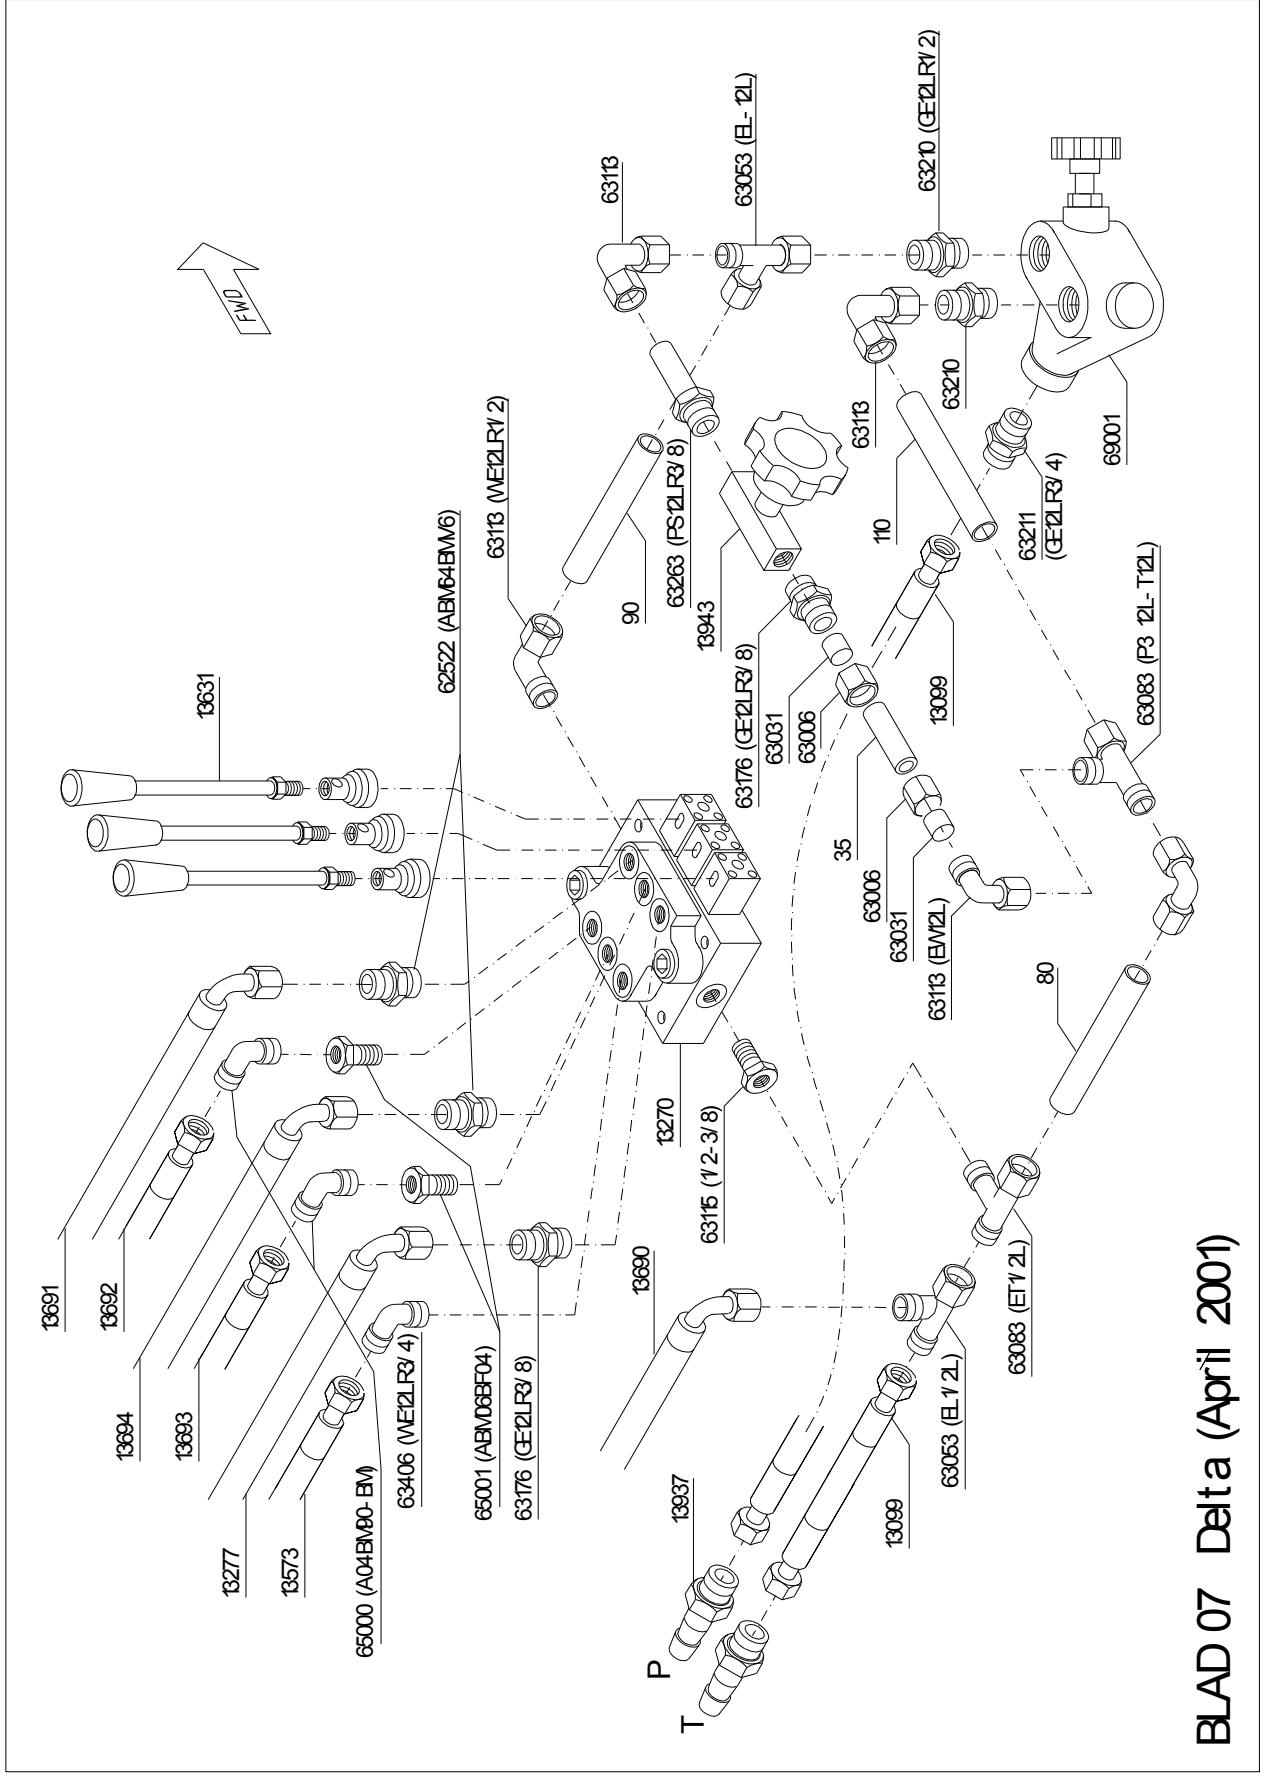 FWD
13631
62522 (ABM64BMV6)
63113 (WE12LR1/2)
63113
63053 (EL-12L)
63210 (GE12LR1/2)
90
63263 (PS12LR3/8)
13943
63176 (GE12LR3/8)
63031
63006
110
63113
63210
69001
63211
(GE12LR3/4)
13099
63083 (P3 12L-T12L)
35
63006
63031
63113 (EW12L)
80
13691
13692
13694
13693
13277
13573
65000 (A04BM90-BM)
63406 (WE12LR3/4)
65001 (ABM06BF04)
63176 (GE12LR3/8)
13270
63115 (1/2-3/8)
13690
63083 (ET1/2L)
63053 (EL1/2L)
13099
13937
P
T
BLAD 07 Delta (April 2001)